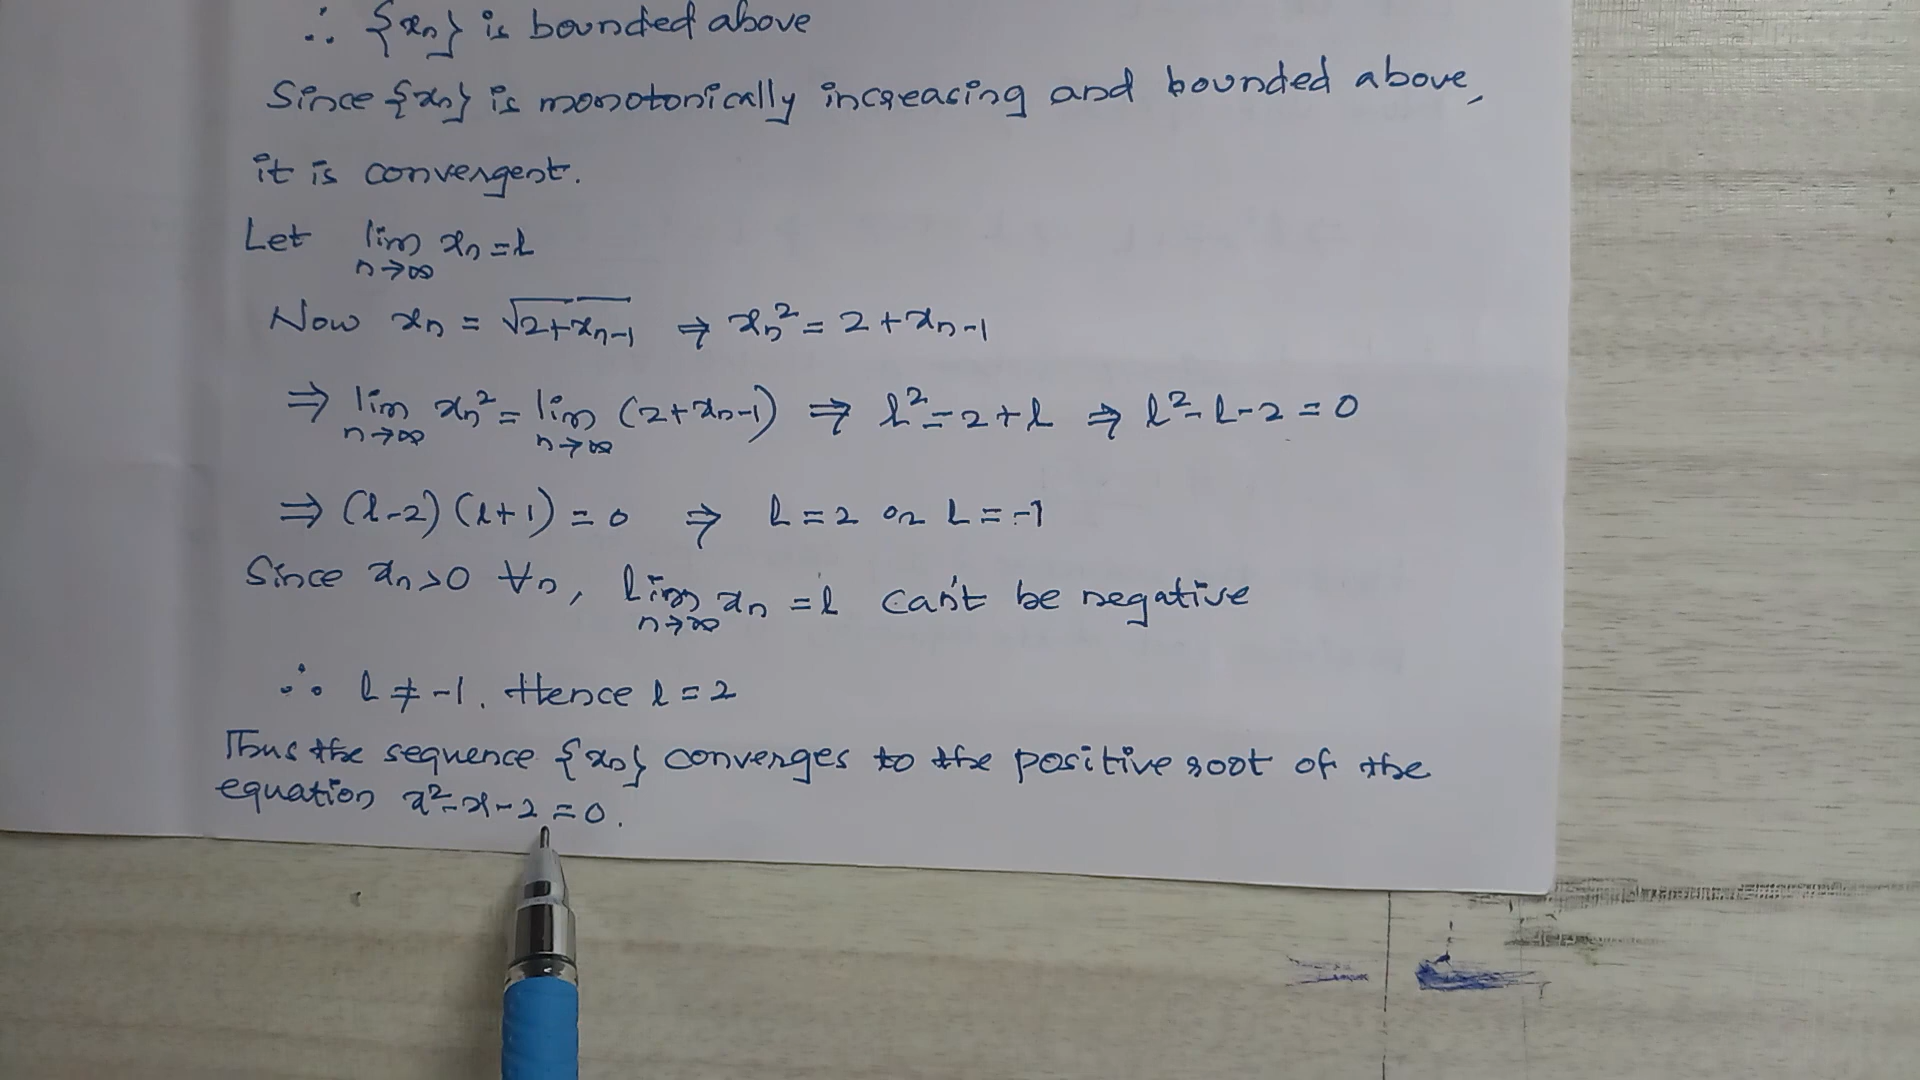 ∴ {xₙ} is bounded above
Since {xₙ} is monotonically increasing and bounded above,
it is convergent.
Let lim n→∞ xₙ = l
Now xₙ = √(2+xₙ₋₁) ⇒ xₙ² = 2+xₙ₋₁
⇒ lim n→∞ xₙ² = lim n→∞ (2+xₙ₋₁) ⇒ l² = 2+l ⇒ l²-l-2 = 0
⇒ (l-2)(l+1) = 0 ⇒ l = 2 or l = -1
Since xₙ>0 ∀n, lim n→∞ xₙ = l can't be negative
∴ l ≠ -1. Hence l = 2
Thus the sequence {xₙ} converges to the positive root of the
equation x²-x-2 = 0.